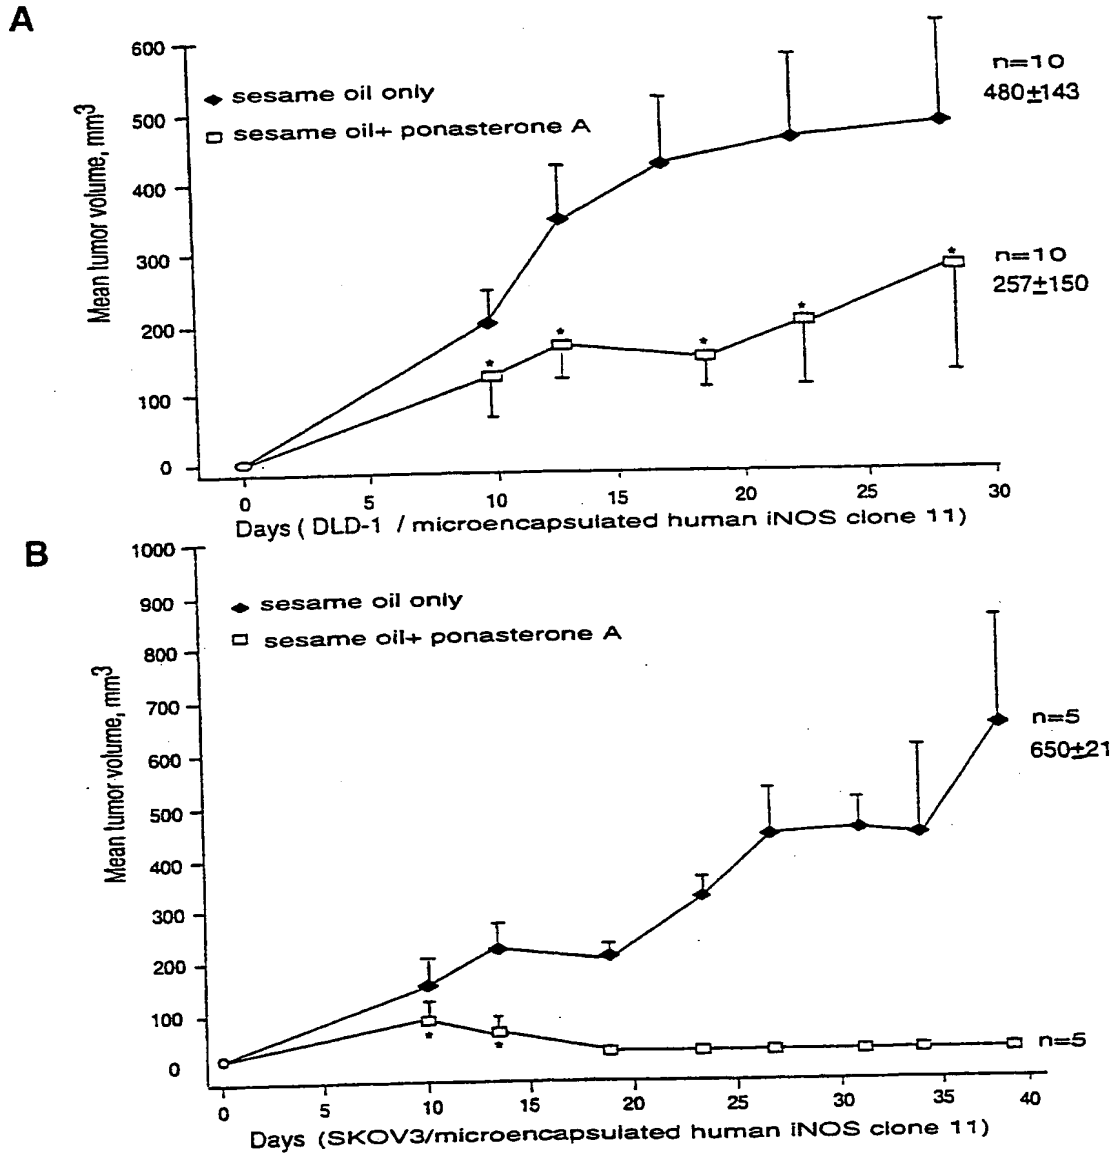 A
600
500
400
300
200
100
0
Mean tumor volume, mm3
sesame oil only
sesame oil+ ponasterone A
n=10
480±143
n=10
257±150
*
*
*
*
*
0 5 10 15 20 25 30
Days ( DLD-1 / microencapsulated human iNOS clone 11)
B
1000
900
800
700
600
500
400
300
200
100
0
Mean tumor volume, mm3
sesame oil only
sesame oil+ ponasterone A
n=5
650±21
*
*
n=5
0 5 10 15 20 25 30 35 40
Days (SKOV3/microencapsulated human iNOS clone 11)